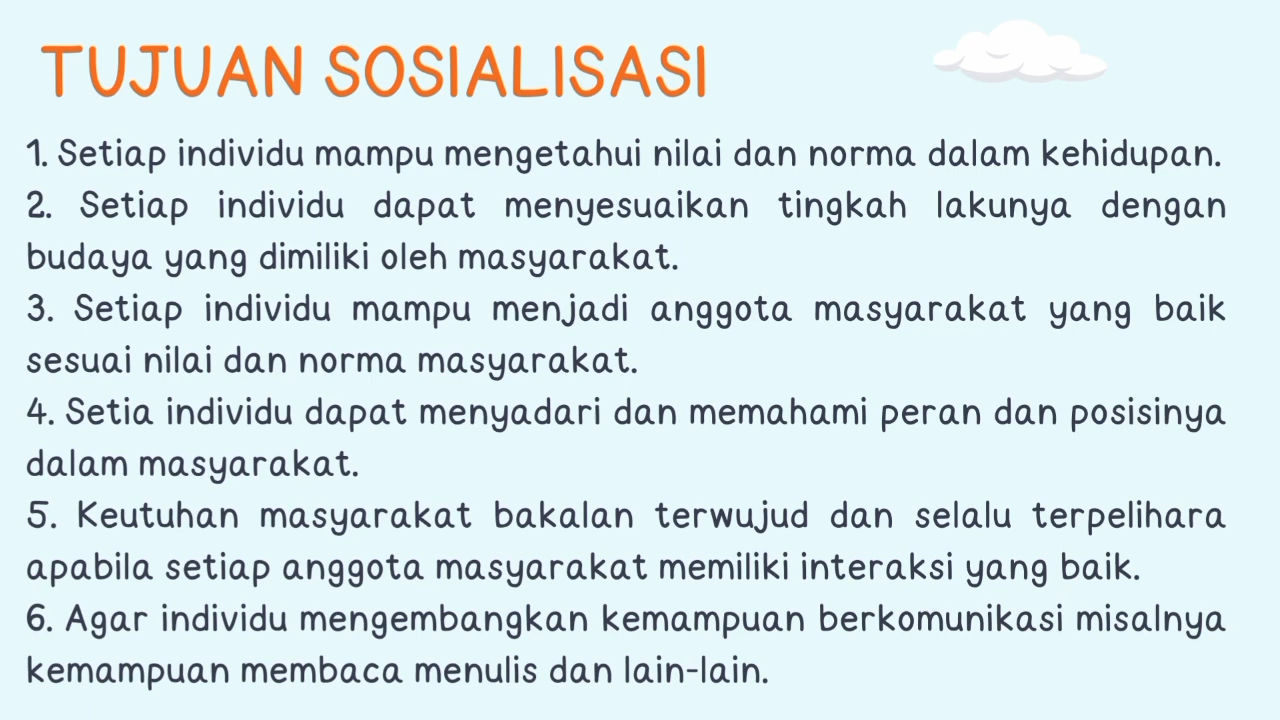 TUJUAN SOSIALISASI
1. Setiap individu mampu mengetahui nilai dan norma dalam kehidupan.
2. Setiap individu dapat menyesuaikan tingkah lakunya dengan
budaya yang dimiliki oleh masyarakat.
3. Setiap individu mampu menjadi anggota masyarakat yang baik
sesuai nilai dan norma masyarakat.
4. Setia individu dapat menyadari dan memahami peran dan posisinya
dalam masyarakat.
5. Keutuhan masyarakat bakalan terwujud dan selalu terpelihara
apabila setiap anggota masyarakat memiliki interaksi yang baik.
6. Agar individu mengembangkan kemampuan berkomunikasi misalnya
kemampuan membaca menulis dan lain-lain.